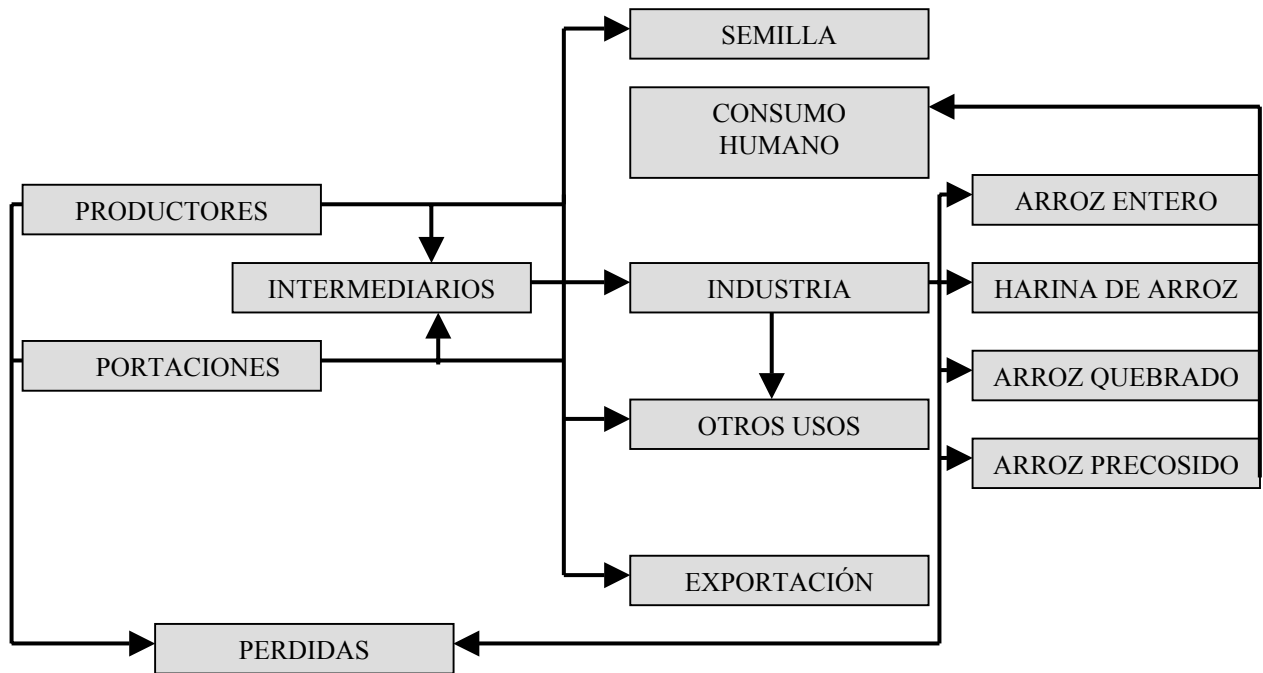 SEMILLA
CONSUMO
HUMANO
PRODUCTORES
ARROZ ENTERO
INTERMEDIARIOS
INDUSTRIA
HARINA DE ARROZ
PORTACIONES
ARROZ QUEBRADO
OTROS USOS
ARROZ PRECOSIDO
EXPORTACIÓN
PERDIDAS